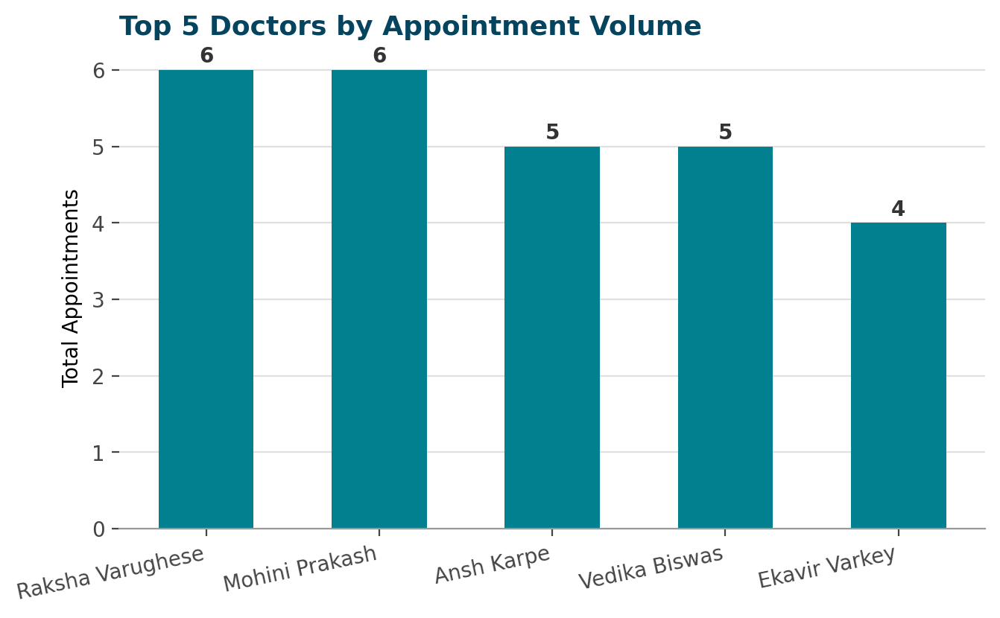 Top 5 Doctors by Appointment Volume
6
6
5
5
4
6
5
4
3
2
1
0
Total Appointments
Raksha Varughese
Mohini Prakash
Ansh Karpe
Vedika Biswas
Ekavir Varkey